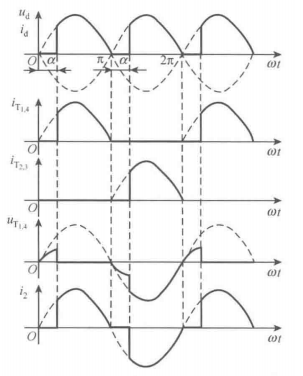 u_d
i_d
O α π α 2π ωt
i_T1,4
O ωt
i_T2,3
O ωt
u_T1,4
O ωt
i_2
O ωt